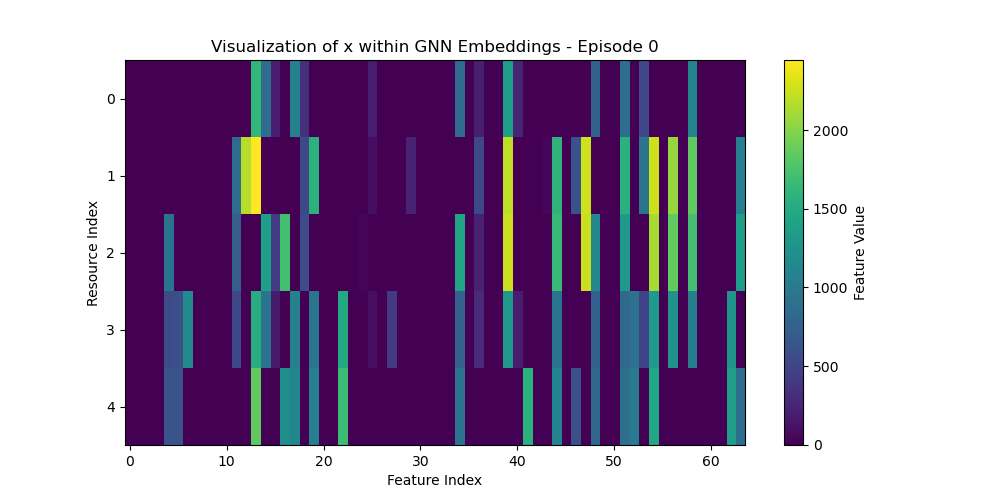 Visualization of x within GNN Embeddings - Episode 0
Resource Index
0
1
2
3
4
0 10 20 30 40 50 60
Feature Index
2000
1500
1000
500
0
Feature Value